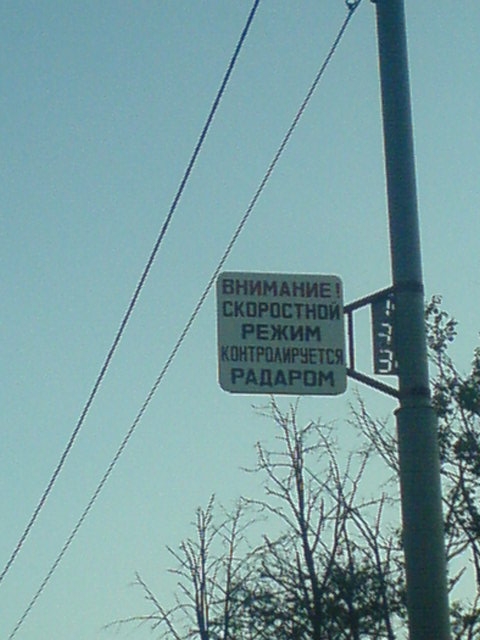 ВНИМАНИЕ!
СКОРОСТНОЙ
РЕЖИМ
КОНТРОЛИРУЕТСЯ
РАДАРОМ